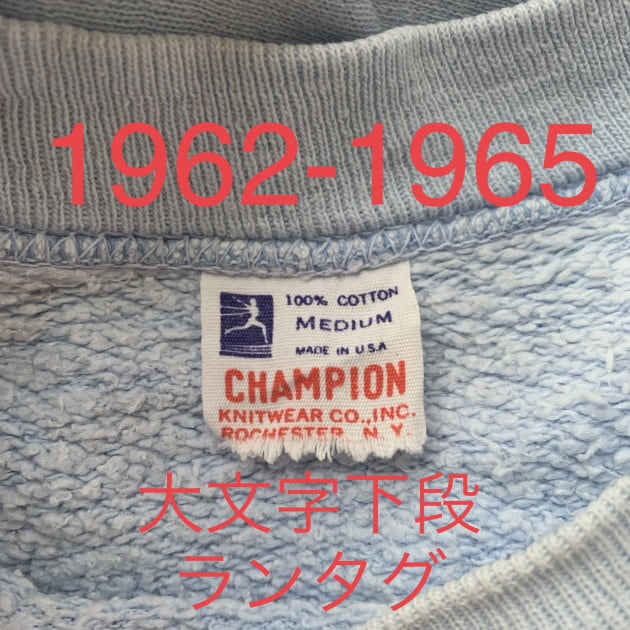 1962-1965
100% COTTON
MEDIUM
MADE IN U.S.A
CHAMPION
KNITWEAR CO., INC.
ROCHESTER, N.Y.
大文字下段
ランタグ